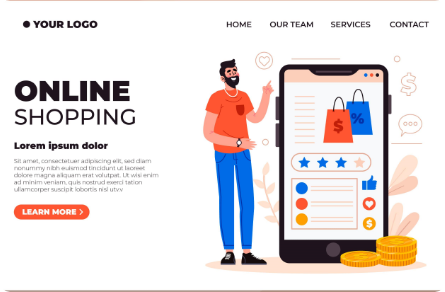 YOUR LOGO
HOME OUR TEAM SERVICES CONTACT
ONLINE
SHOPPING
Lorem ipsum dolor
Sit amet, consectetuer adipiscing elit, sed diam
nonummy nibh euismod tincidunt ut laoreet
dolore magna aliquam erat volutpat. Ut wisi enim
ad minim veniam, quis nostrud exerci tation
ullamcorper suscipit lobortis nisl utvv
LEARN MORE >
$ %
$
$